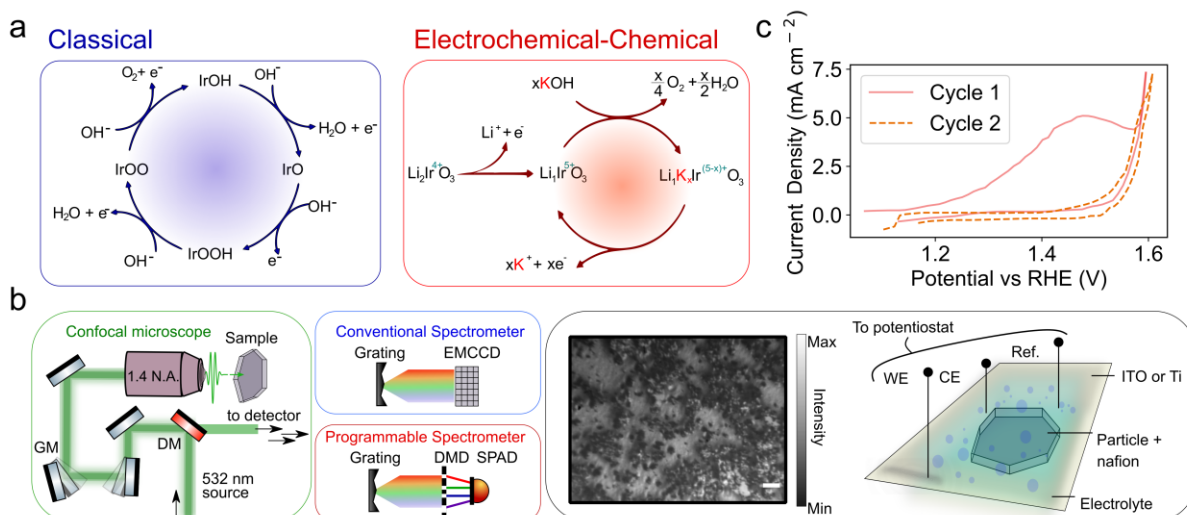 a
Classical
O₂+ e⁻
IrOH
OH⁻
OH⁻
H₂O + e⁻
IrOO
IrO
H₂O + e⁻
OH⁻
IrOOH
OH⁻
e⁻
Electrochemical-Chemical
xKOH
x/4 O₂ + x/2 H₂O
Li⁺+ e⁻
Li₂Ir⁴⁺O₃
Li₁Ir⁵⁺O₃
Li₁KₓIr⁽⁵⁻ˣ⁾⁺O₃
xK⁺ + xe⁻
c
Current Density (mA cm⁻²)
7.5
5.0
2.5
0.0
Cycle 1
Cycle 2
1.2
1.4
1.6
Potential vs RHE (V)
b
Confocal microscope
Sample
1.4 N.A.
to detector
GM
DM
532 nm
source
Conventional Spectrometer
Grating
EMCCD
Programmable Spectrometer
Grating
DMD
SPAD
Max
Intensity
Min
To potentiostat
WE
CE
Ref.
ITO or Ti
Particle +
nafion
Electrolyte